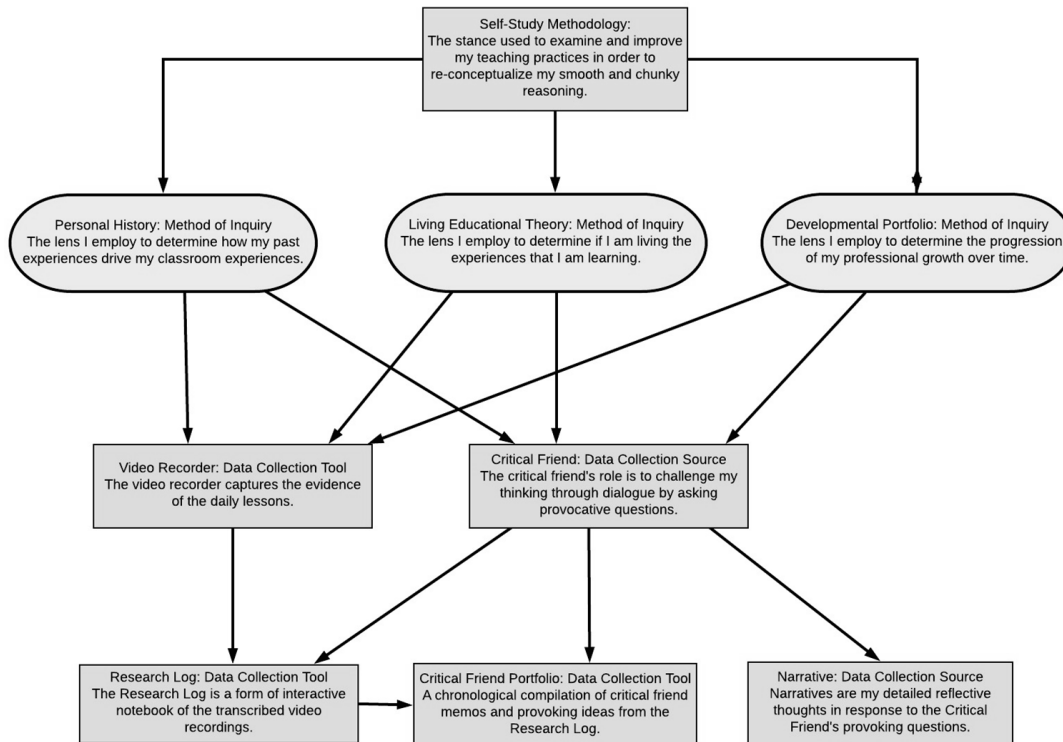 Self-Study Methodology:
The stance used to examine and improve
my teaching practices in order to
re-conceptualize my smooth and chunky
reasoning.
Personal History: Method of Inquiry
The lens I employ to determine how my past
experiences drive my classroom experiences.
Living Educational Theory: Method of Inquiry
The lens I employ to determine if I am living the
experiences that I am learning.
Developmental Portfolio: Method of Inquiry
The lens I employ to determine the progression
of my professional growth over time.
Video Recorder: Data Collection Tool
The video recorder captures the evidence
of the daily lessons.
Critical Friend: Data Collection Source
The critical friend's role is to challenge my
thinking through dialogue by asking
provocative questions.
Research Log: Data Collection Tool
The Research Log is a form of interactive
notebook of the transcribed video
recordings.
Critical Friend Portfolio: Data Collection Tool
A chronological compilation of critical friend
memos and provoking ideas from the
Research Log.
Narrative: Data Collection Source
Narratives are my detailed reflective
thoughts in response to the Critical
Friend's provoking questions.